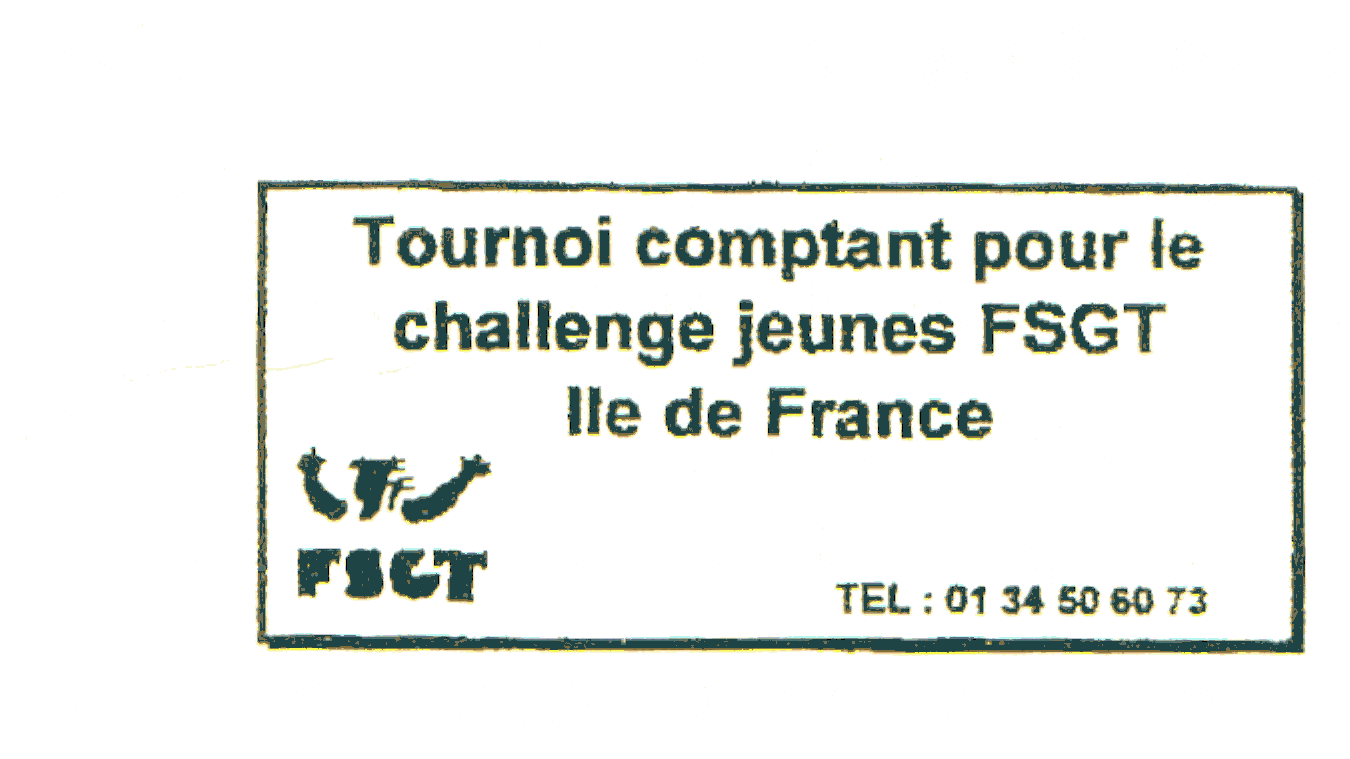 Tournoi comptant pour le
challenge jeunes FSGT
Ile de France
FSGT
TEL : 01 34 50 60 73